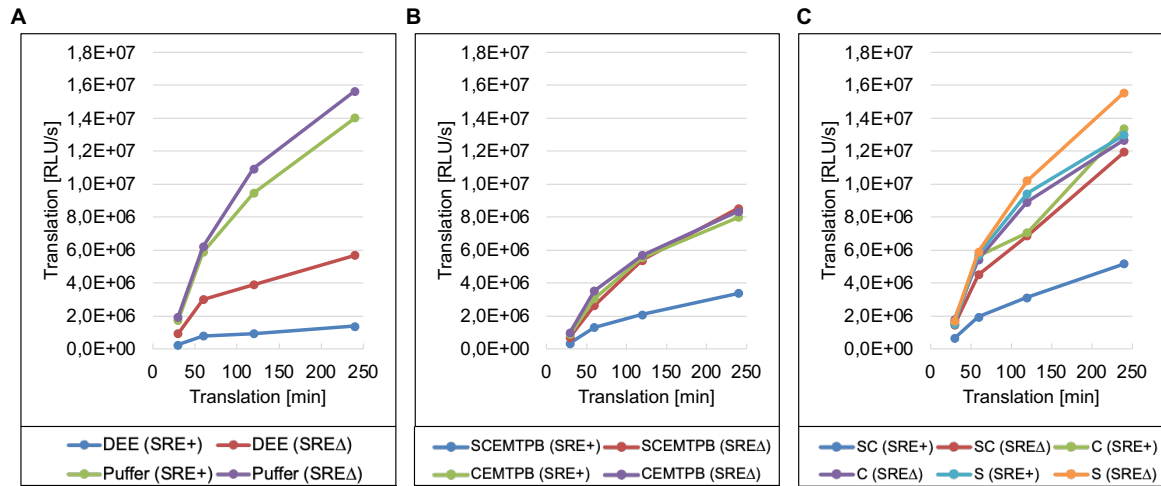 A
Translation [RLU/s]
1,8E+07
1,6E+07
1,4E+07
1,2E+07
1,0E+07
8,0E+06
6,0E+06
4,0E+06
2,0E+06
0,0E+00
0 50 100 150 200 250
Translation [min]
DEE (SRE+) DEE (SREΔ)
Puffer (SRE+) Puffer (SREΔ)
B
Translation [RLU/s]
1,8E+07
1,6E+07
1,4E+07
1,2E+07
1,0E+07
8,0E+06
6,0E+06
4,0E+06
2,0E+06
0,0E+00
0 50 100 150 200 250
Translation [min]
SCEMTPB (SRE+) SCEMTPB (SREΔ)
CEMTPB (SRE+) CEMTPB (SREΔ)
C
Translation [RLU/s]
1,8E+07
1,6E+07
1,4E+07
1,2E+07
1,0E+07
8,0E+06
6,0E+06
4,0E+06
2,0E+06
0,0E+00
0 50 100 150 200 250
Translation [min]
SC (SRE+) SC (SREΔ) C (SRE+)
C (SREΔ) S (SRE+) S (SREΔ)